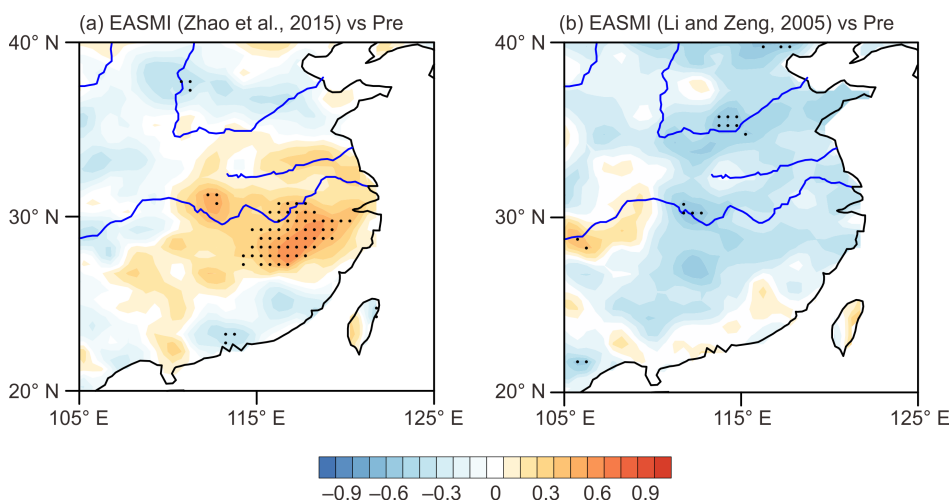 (a) EASMI (Zhao et al., 2015) vs Pre
(b) EASMI (Li and Zeng, 2005) vs Pre
40° N
30° N
20° N
105° E
115° E
125° E
40° N
30° N
20° N
105° E
115° E
125° E
−0.9 −0.6 −0.3 0 0.3 0.6 0.9